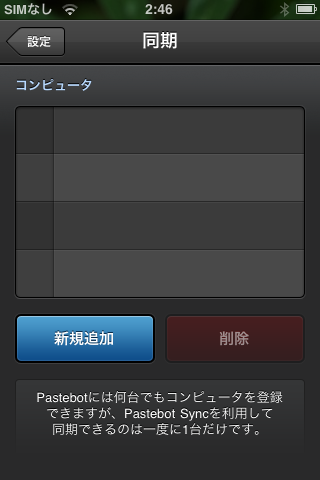 SIMなし 2:46
設定 同期
コンピュータ
新規追加 削除
Pastebotには何台でもコンピュータを登録
できますが、Pastebot Syncを利用して
同期できるのは一度に1台だけです。